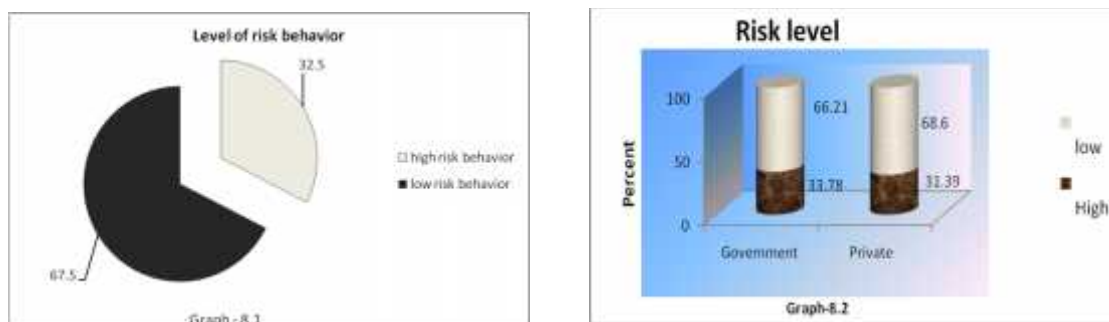 Level of risk behavior
32.5
high risk behavior
low risk behavior
67.5
Graph - 8.1
Risk level
100
66.21
68.6
low
Percent
50
33.78
31.39
High
0
Government
Private
Graph-8.2